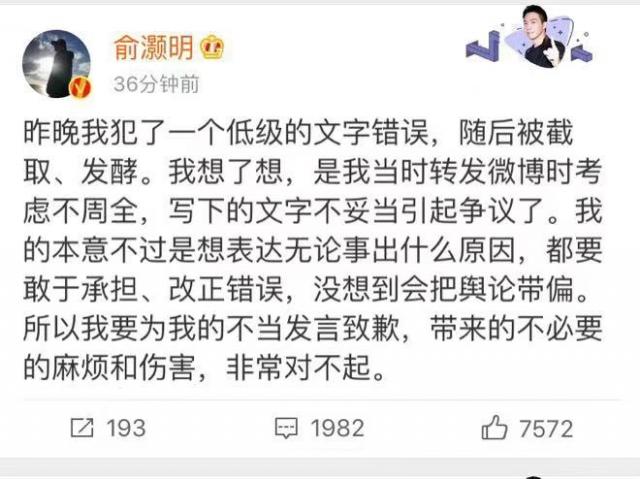 俞灏明
36分钟前
昨晚我犯了一个低级的文字错误，随后被截
取、发酵。我想了想，是我当时转发微博时考
虑不周全，写下的文字不妥当引起争议了。我
的本意不过是想表达无论事出什么原因，都要
敢于承担、改正错误，没想到会把舆论带偏。
所以我要为我的不当发言致歉，带来的不必要
的麻烦和伤害，非常对不起。
193 1982 7572